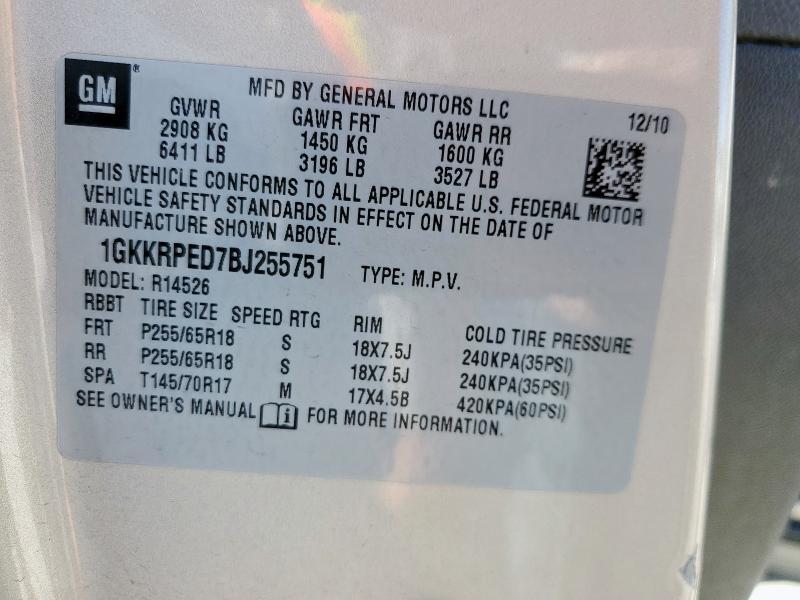 GM®
MFD BY GENERAL MOTORS LLC 12/10
GVWR GAWR FRT GAWR RR
2908 KG 1450 KG 1600 KG
6411 LB 3196 LB 3527 LB
THIS VEHICLE CONFORMS TO ALL APPLICABLE U.S. FEDERAL MOTOR
VEHICLE SAFETY STANDARDS IN EFFECT ON THE DATE OF
MANUFACTURE SHOWN ABOVE.
1GKKRPED7BJ255751 TYPE: M.P.V.
MODEL: R14526
RBBT TIRE SIZE SPEED RTG RIM COLD TIRE PRESSURE
FRT P255/65R18 S 18X7.5J 240KPA(35PSI)
RR P255/65R18 S 18X7.5J 240KPA(35PSI)
SPA T145/70R17 M 17X4.5B 420KPA(60PSI)
SEE OWNER'S MANUAL i FOR MORE INFORMATION.